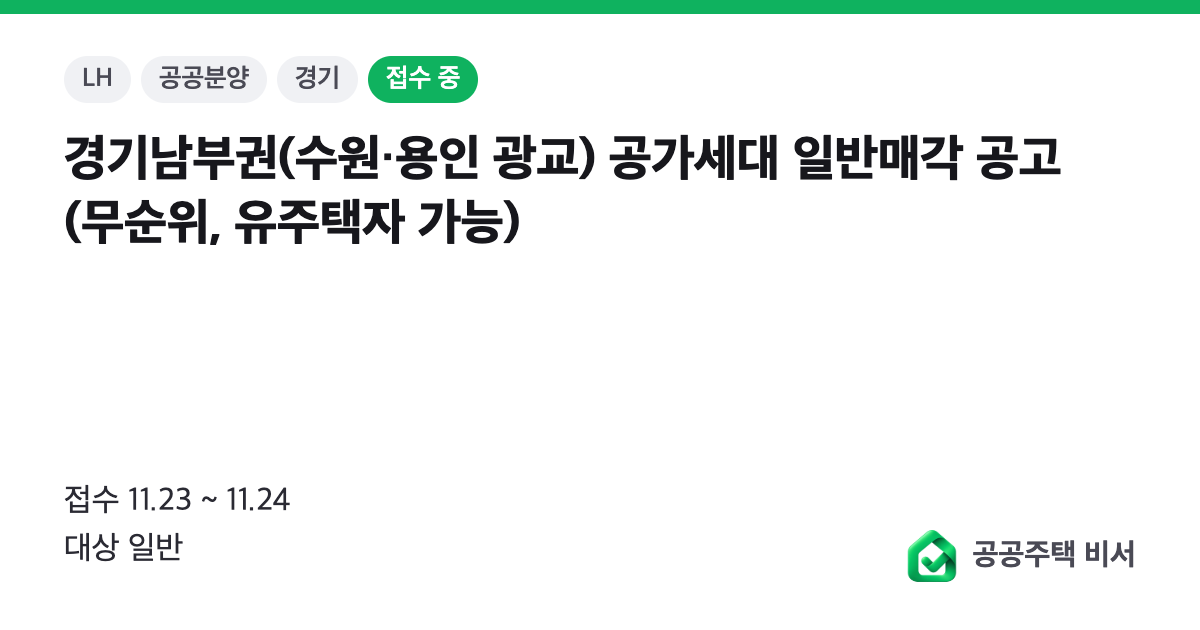 LH 공공분양 경기 접수 중
경기남부권(수원·용인 광교) 공가세대 일반매각 공고
(무순위, 유주택자 가능)
접수 11.23 ~ 11.24
대상 일반
공공주택 비서